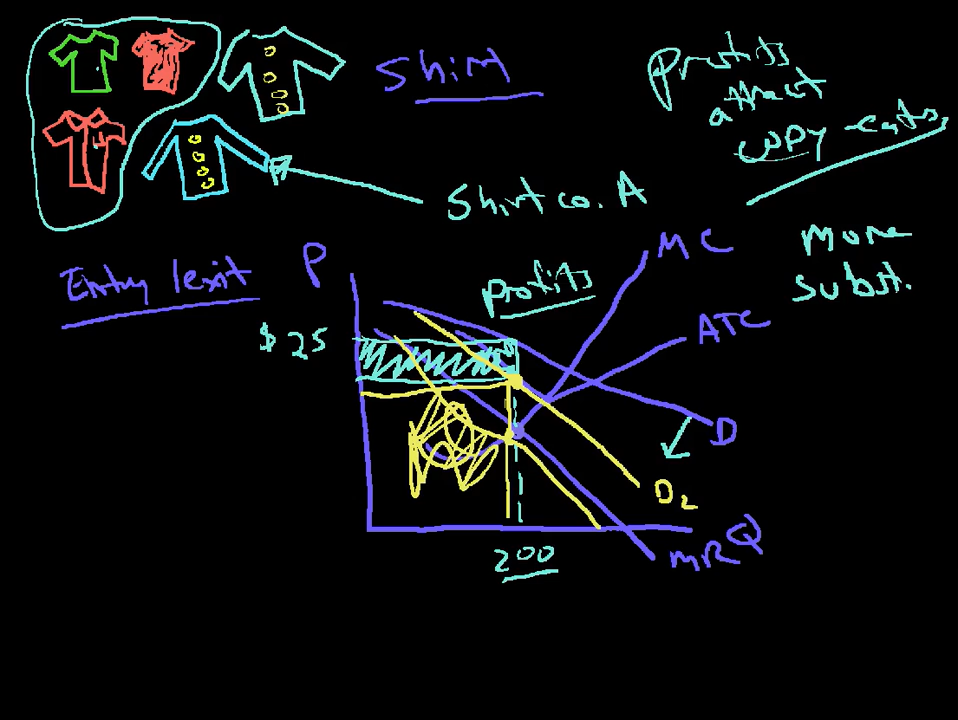 Shirt
Profits
attract
copy-cats,
Shirt co. A
Entry/exit
P
profits
MC
More
subst.
$25
ATC
D
D2
200
MR
Q